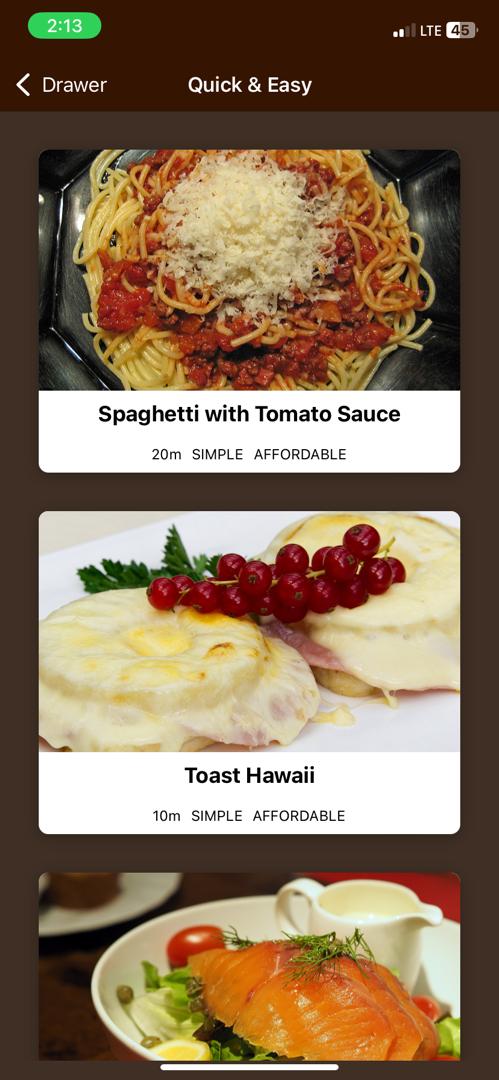 2:13
LTE 45
Drawer
Quick & Easy
Spaghetti with Tomato Sauce
20m SIMPLE AFFORDABLE
Toast Hawaii
10m SIMPLE AFFORDABLE